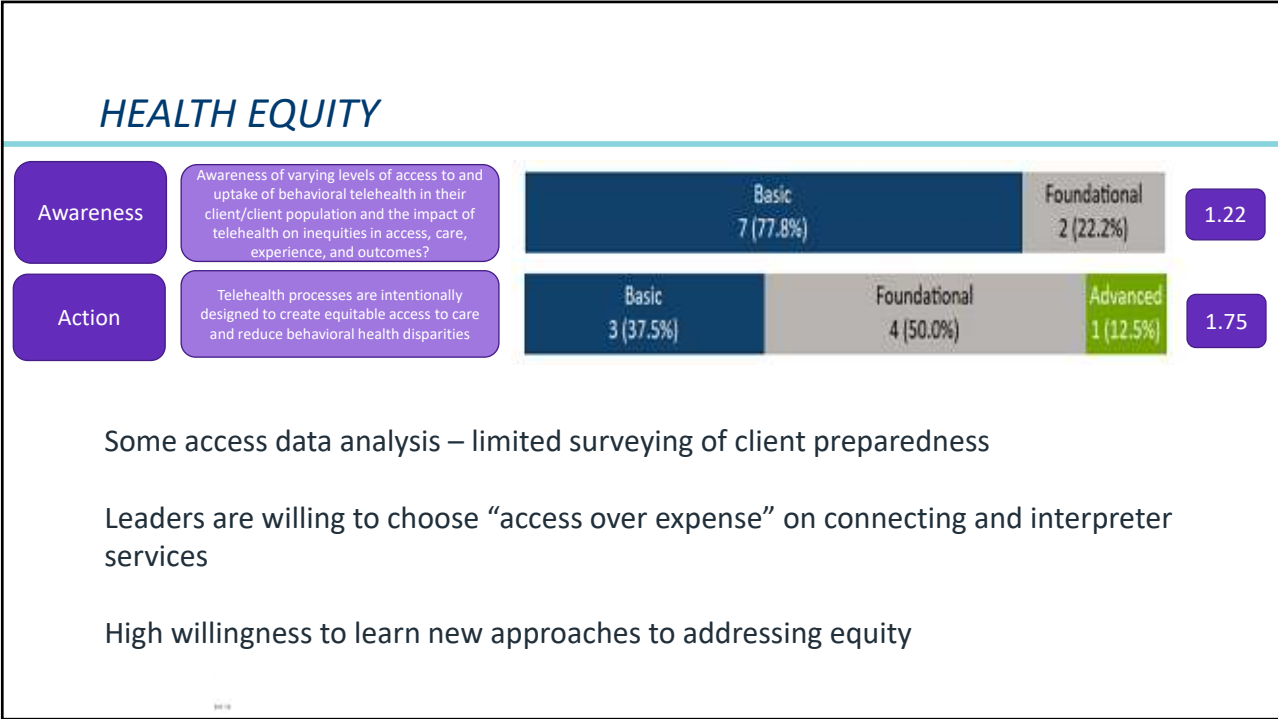 HEALTH EQUITY
Awareness
Awareness of varying levels of access to and
uptake of behavioral telehealth in their
client/client population and the impact of
telehealth on inequities in access, care,
experience, and outcomes?
Basic
7 (77.8%)
Foundational
2 (22.2%)
1.22
Action
Telehealth processes are intentionally
designed to create equitable access to care
and reduce behavioral health disparities
Basic
3 (37.5%)
Foundational
4 (50.0%)
Advanced
1 (12.5%)
1.75
Some access data analysis – limited surveying of client preparedness
Leaders are willing to choose “access over expense” on connecting and interpreter
services
High willingness to learn new approaches to addressing equity